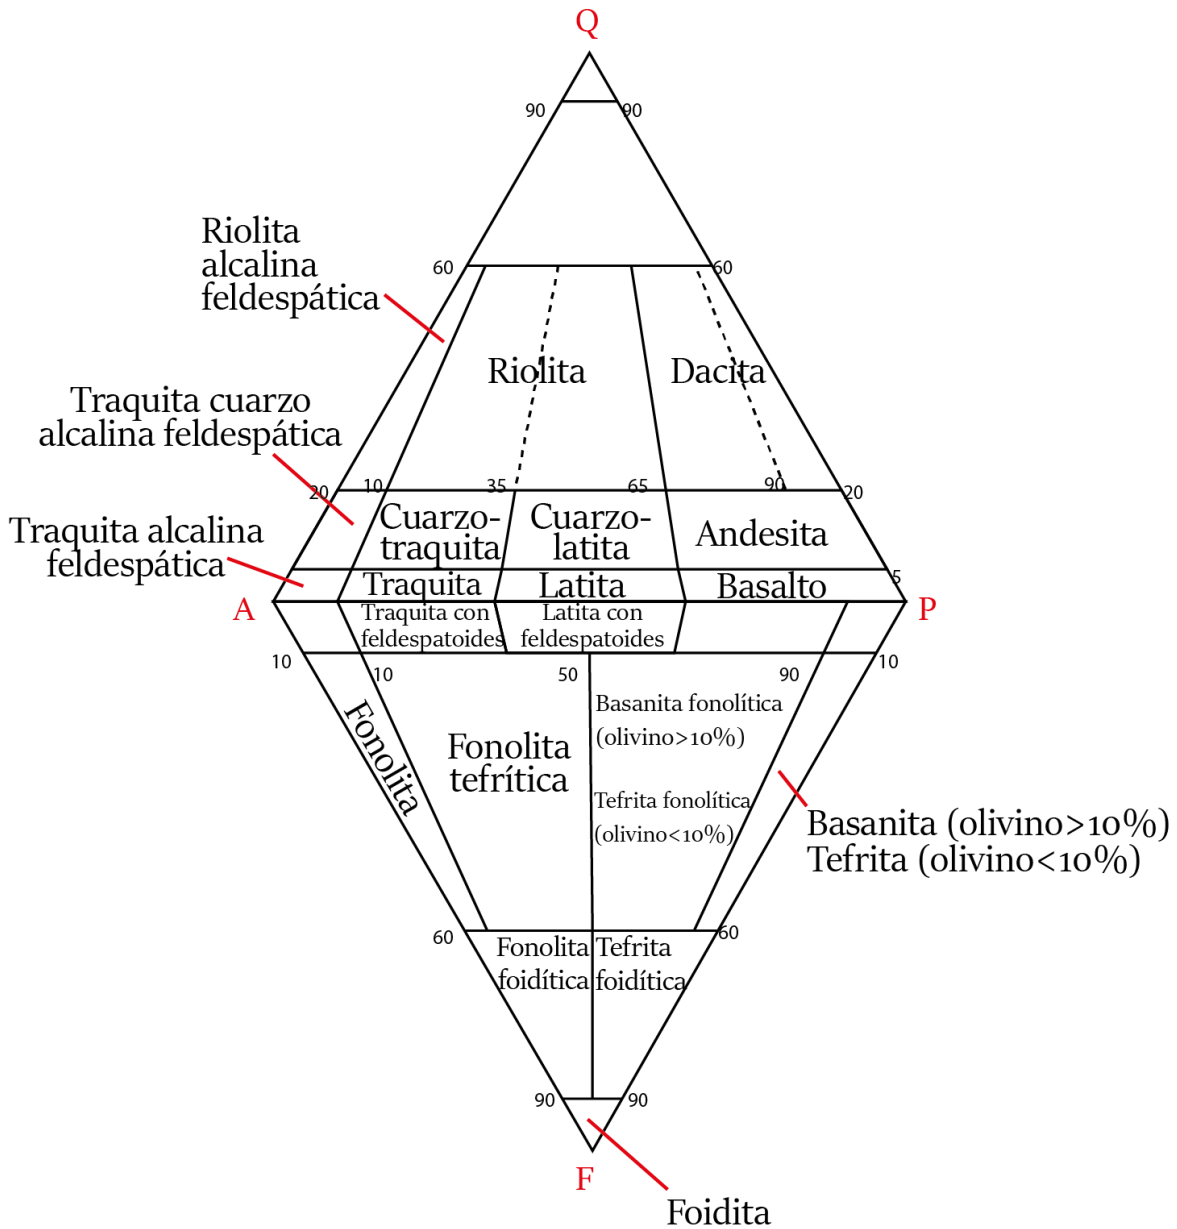 Q
90
90
Riolita
alcalina
feldespática
60
60
Riolita
Dacita
Traquita cuarzo
alcalina feldespática
20
10
35
65
90
20
Traquita alcalina
feldespática
Cuarzo-
traquita
Cuarzo-
latita
Andesita
5
Traquita
Latita
Basalto
A
P
Traquita con
feldespatoides
Latita con
feldespatoides
10
10
50
90
10
Fonolita
Fonolita
tefrítica
Basanita fonolítica
(olivino>10%)
Tefrita fonolítica
(olivino<10%)
Basanita (olivino>10%)
Tefrita (olivino<10%)
60
60
Fonolita
foidítica
Tefrita
foidítica
90
90
F
Foidita